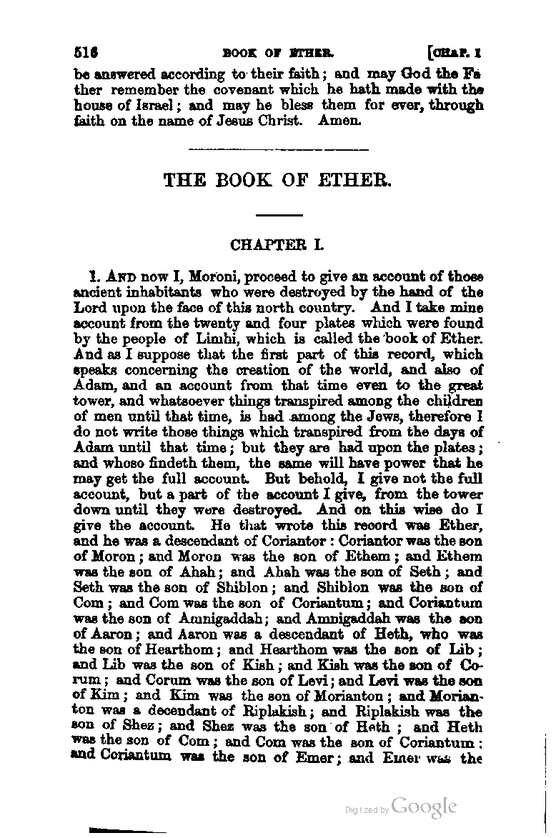 516 BOOK OF ETHER. [CHAP. I
be answered according to their faith; and may God the Fa
ther remember the covenant which he hath made with the
house of Israel; and may he bless them for ever, through
faith on the name of Jesus Christ. Amen.
THE BOOK OF ETHER.
CHAPTER I.
1. AND now I, Moroni, proceed to give an account of those
ancient inhabitants who were destroyed by the hand of the
Lord upon the face of this north country. And I take mine
account from the twenty and four plates which were found
by the people of Limhi, which is called the book of Ether.
And as I suppose that the first part of this record, which
speaks concerning the creation of the world, and also of
Adam, and an account from that time even to the great
tower, and whatsoever things transpired among the children
of men until that time, is had among the Jews, therefore I
do not write those things which transpired from the days of
Adam until that time; but they are had upon the plates;
and whoso findeth them, the same will have power that he
may get the full account. But behold, I give not the full
account, but a part of the account I give, from the tower
down until they were destroyed. And on this wise do I
give the account. He that wrote this record was Ether,
and he was a descendant of Coriantor: Coriantor was the son
of Moron; and Moron was the son of Ethem; and Ethem
was the son of Ahah; and Ahah was the son of Seth; and
Seth was the son of Shiblon; and Shiblon was the son of
Com; and Com was the son of Coriantum; and Coriantum
was the son of Amnigaddah; and Amnigaddah was the son
of Aaron; and Aaron was a descendant of Heth, who was
the son of Hearthom; and Hearthom was the son of Lib;
and Lib was the son of Kish; and Kish was the son of Co-
rum; and Corum was the son of Levi; and Levi was the son
of Kim; and Kim was the son of Morianton; and Morian-
ton was a decendant of Riplakish; and Riplakish was the
son of Shez; and Shez was the son of Heth; and Heth
was the son of Com; and Com was the son of Coriantum:
and Coriantum was the son of Emer; and Emer was the
Digitized by Google